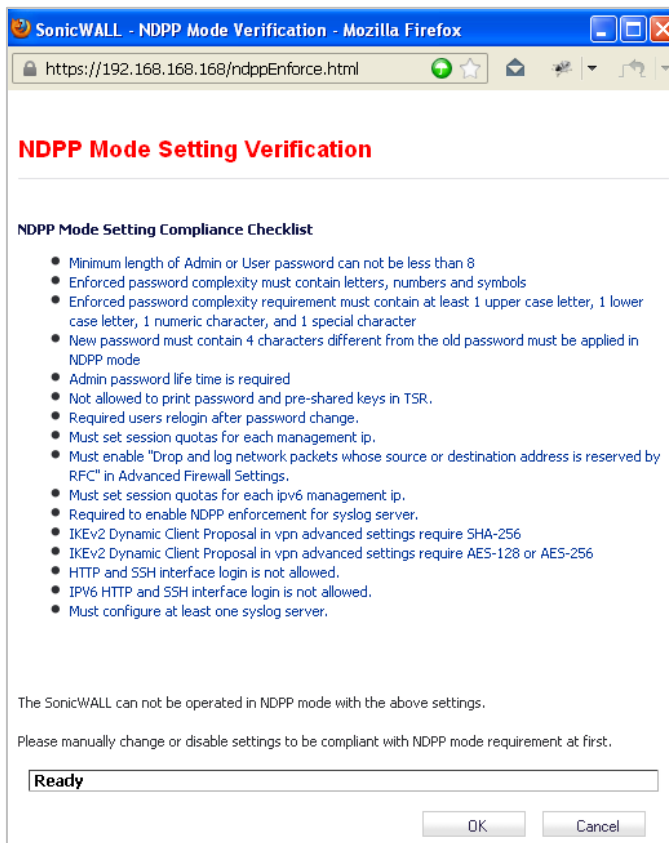 SonicWALL - NDPP Mode Verification - Mozilla Firefox
https://192.168.168.168/ndppEnforce.html
NDPP Mode Setting Verification
NDPP Mode Setting Compliance Checklist
Minimum length of Admin or User password can not be less than 8
Enforced password complexity must contain letters, numbers and symbols
Enforced password complexity requirement must contain at least 1 upper case letter, 1 lower
case letter, 1 numeric character, and 1 special character
New password must contain 4 characters different from the old password must be applied in
NDPP mode
Admin password life time is required
Not allowed to print password and pre-shared keys in TSR.
Required users relogin after password change.
Must set session quotas for each management ip.
Must enable "Drop and log network packets whose source or destination address is reserved by
RFC" in Advanced Firewall Settings.
Must set session quotas for each ipv6 management ip.
Required to enable NDPP enforcement for syslog server.
IKEv2 Dynamic Client Proposal in vpn advanced settings require SHA-256
IKEv2 Dynamic Client Proposal in vpn advanced settings require AES-128 or AES-256
HTTP and SSH interface login is not allowed.
IPV6 HTTP and SSH interface login is not allowed.
Must configure at least one syslog server.
The SonicWALL can not be operated in NDPP mode with the above settings.
Please manually change or disable settings to be compliant with NDPP mode requirement at first.
Ready
OK Cancel